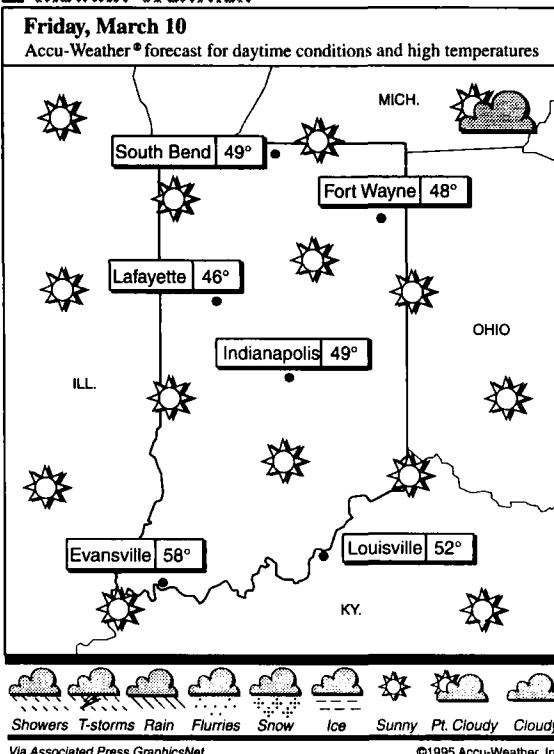 Friday, March 10
Accu-Weather® forecast for daytime conditions and high temperatures
MICH.
South Bend 49°
Fort Wayne 48°
Lafayette 46°
OHIO
Indianapolis 49°
ILL.
Evansville 58°
Louisville 52°
KY.
Showers T-storms Rain Flurries Snow Ice Sunny Pt. Cloudy Cloudy
Via Associated Press GraphicsNet ©1995 Accu-Weather, In